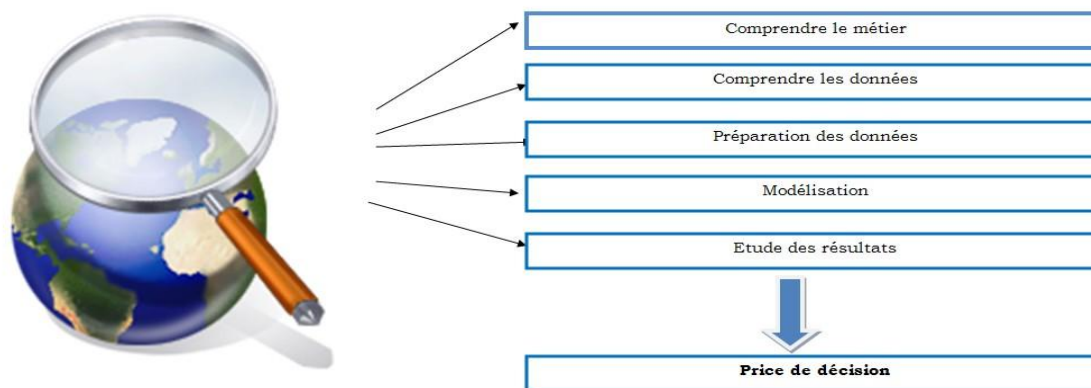 Comprendre le métier
Comprendre les données
Préparation des données
Modélisation
Etude des résultats
Price de décision